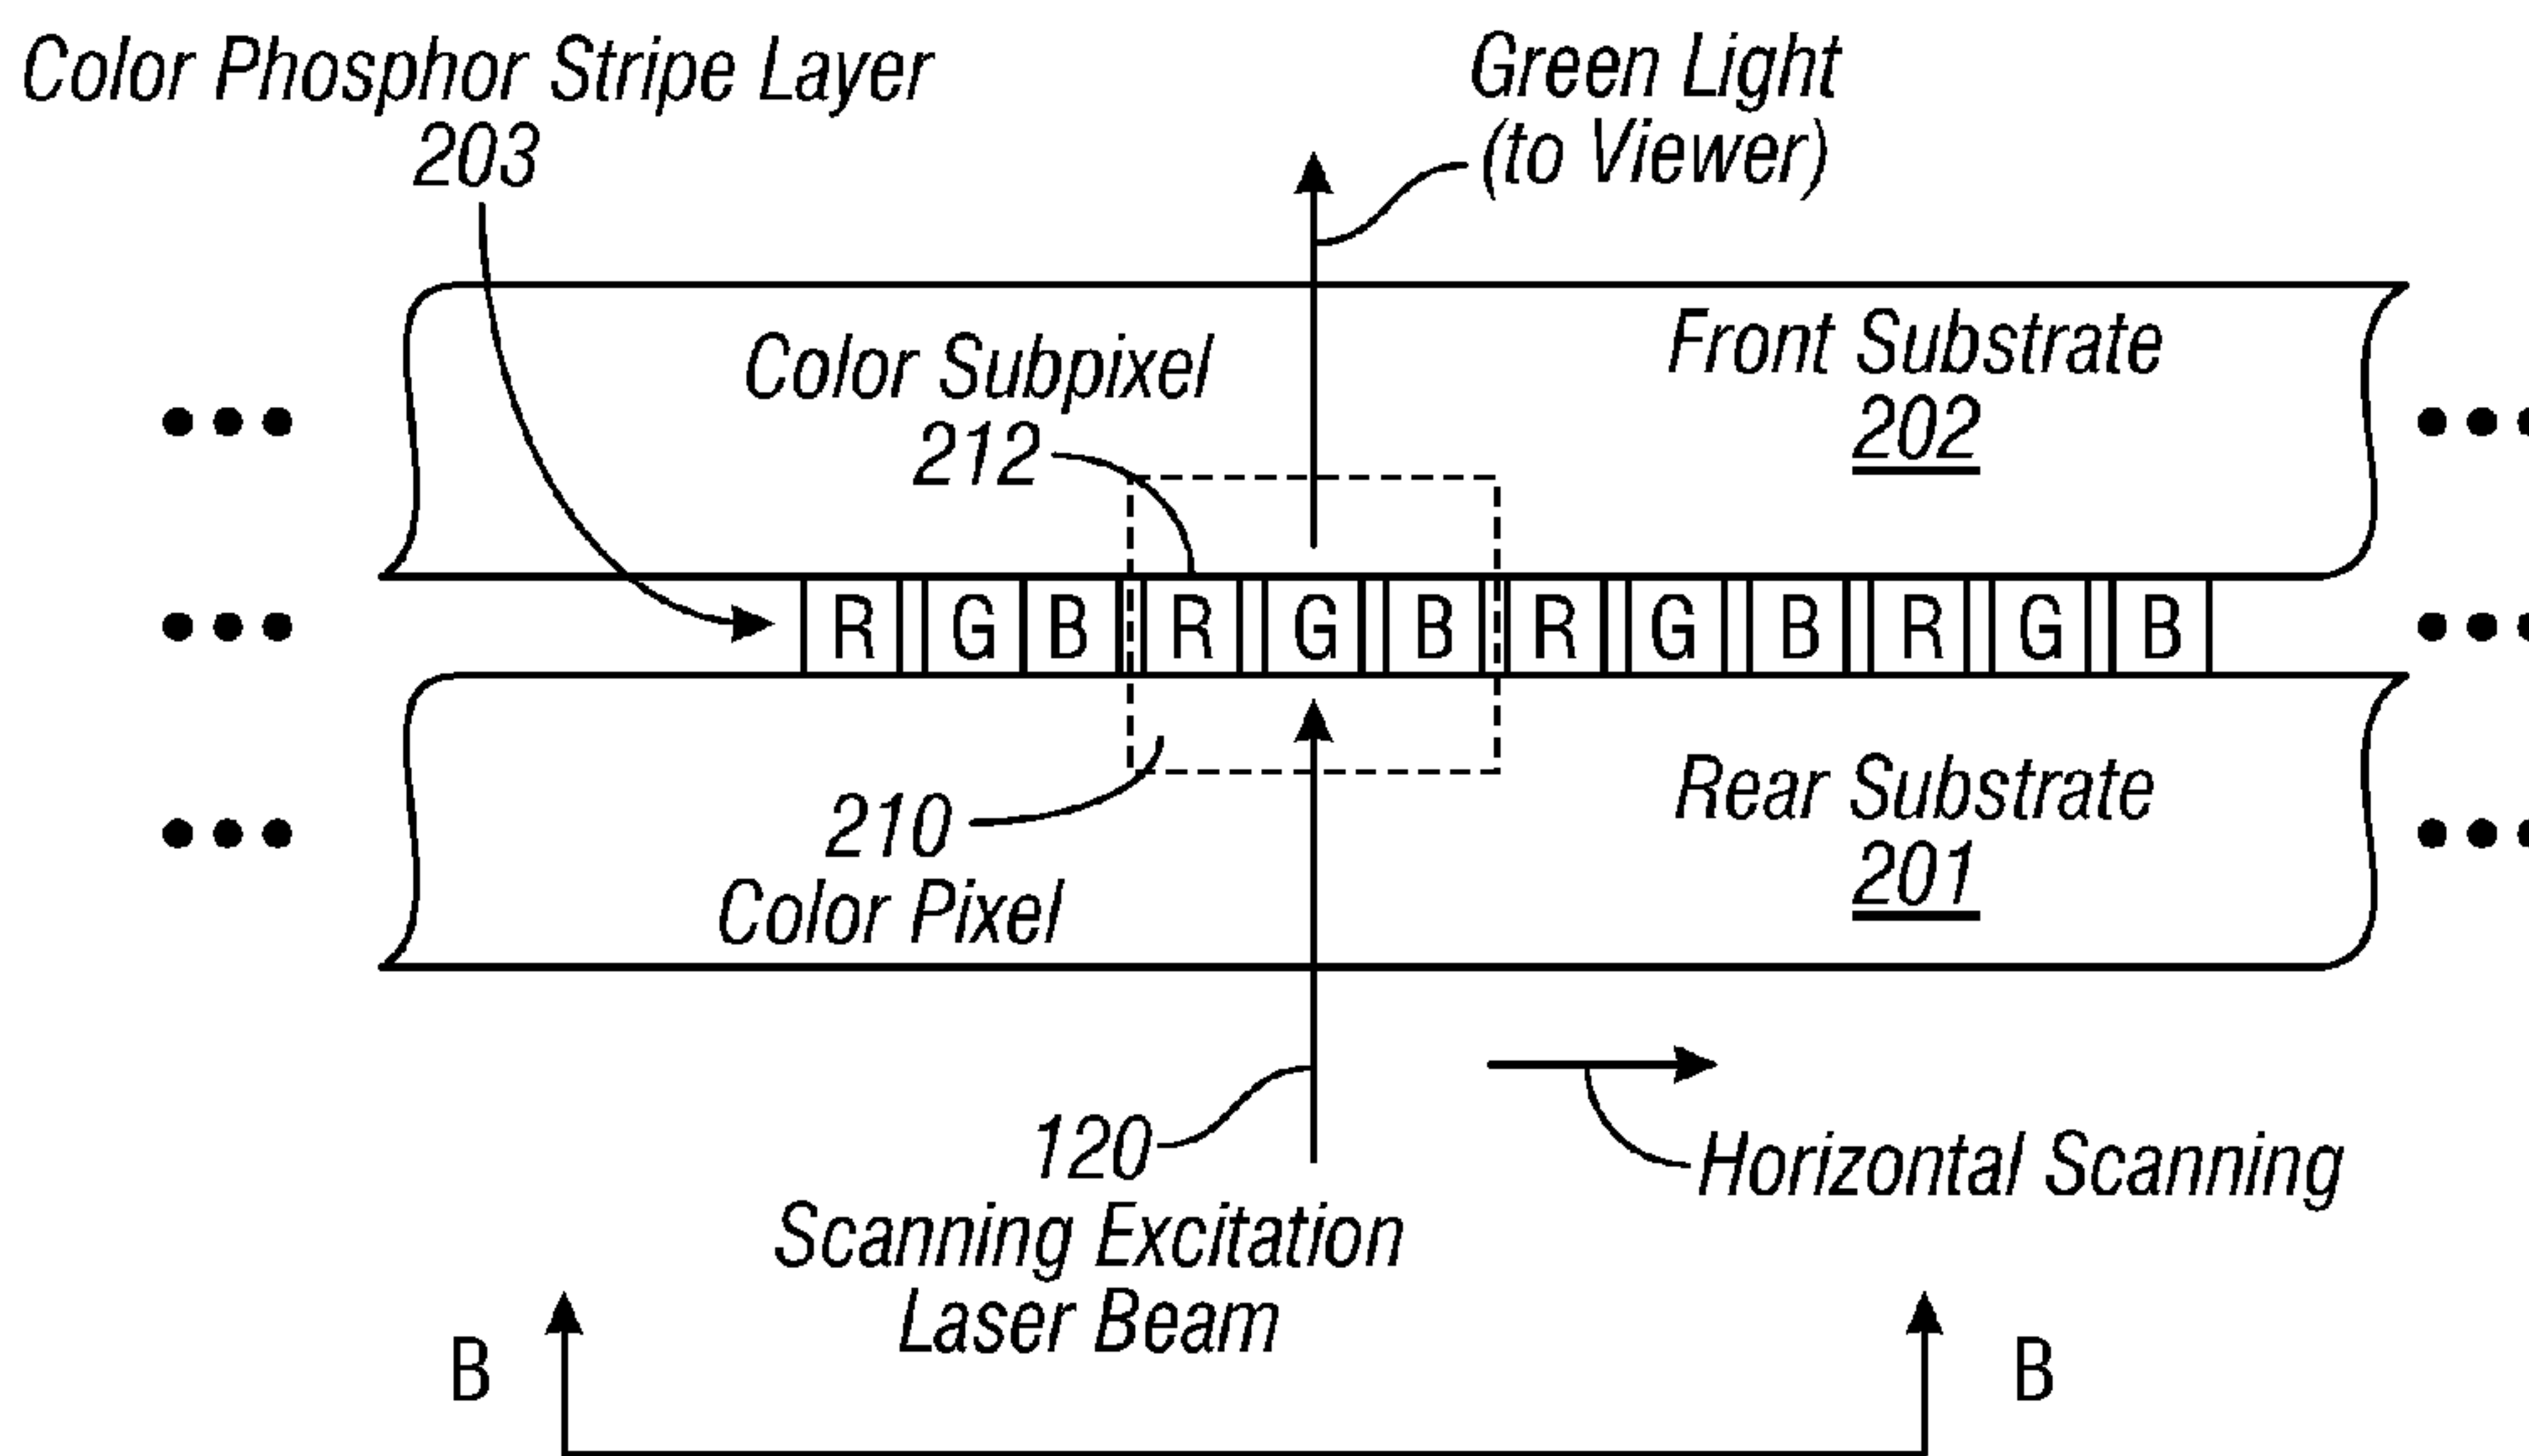 Color Phosphor Stripe Layer
203
Green Light
(to Viewer)
Color Subpixel
212
Front Substrate
202
R G B R G B R G B R G B
210
Color Pixel
Rear Substrate
201
120
Scanning Excitation
Laser Beam
Horizontal Scanning
B
B